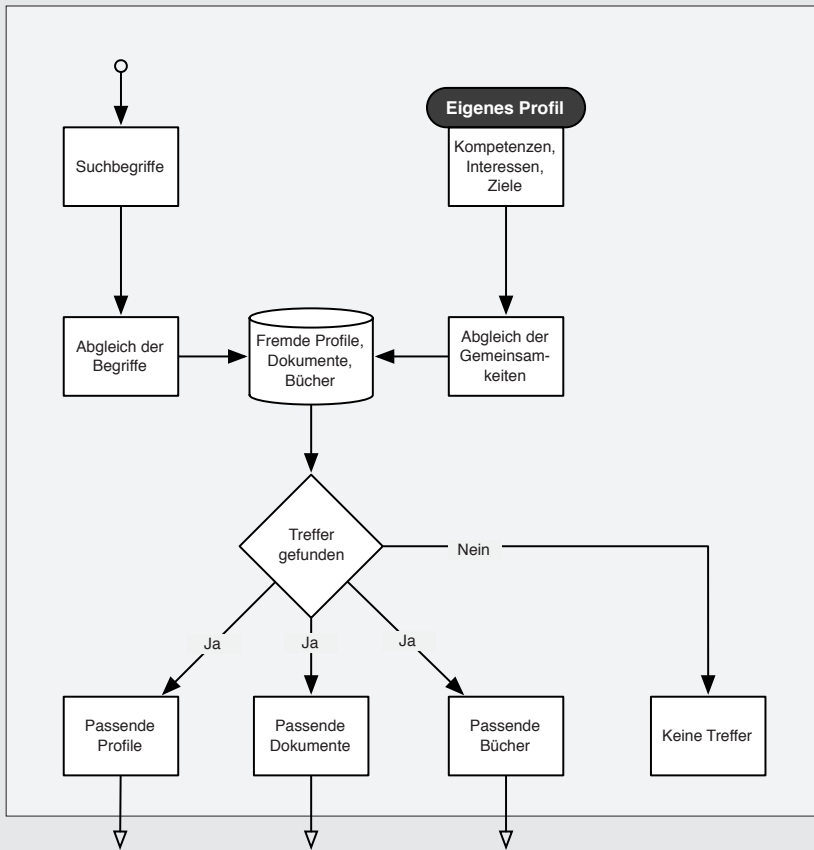 Eigenes Profil
Suchbegriffe
Kompetenzen,
Interessen,
Ziele
Abgleich der
Begriffe
Fremde Profile,
Dokumente,
Bücher
Abgleich der
Gemeinsam-
keiten
Treffer
gefunden
Nein
Ja
Ja
Ja
Passende
Profile
Passende
Dokumente
Passende
Bücher
Keine Treffer